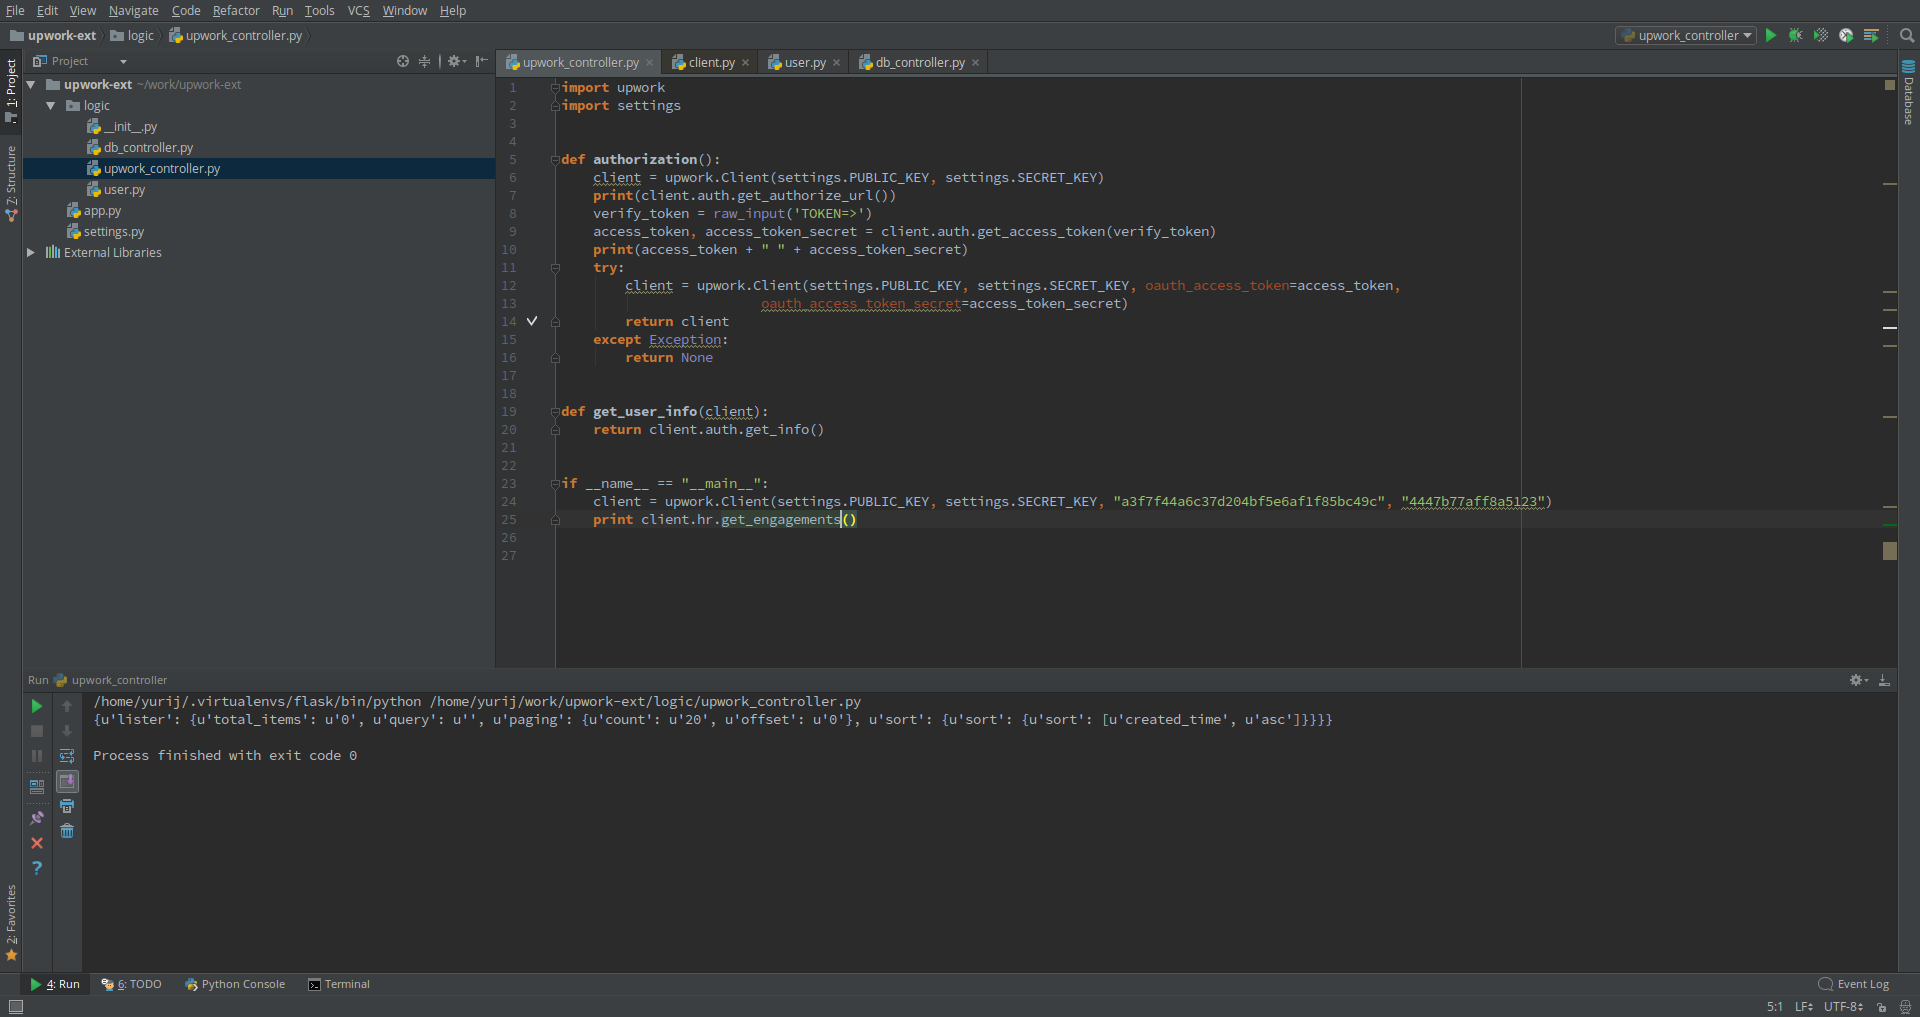 File Edit View Navigate Code Refactor Run Tools VCS Window Help
upwork-ext logic upwork_controller.py
upwork_controller
1: Project
Z: Structure
2: Favorites
Database
Project
upwork-ext ~/work/upwork-ext
logic
__init__.py
db_controller.py
upwork_controller.py
user.py
app.py
settings.py
External Libraries
upwork_controller.py client.py user.py db_controller.py
1 import upwork
2 import settings
3
4
5 def authorization():
6 client = upwork.Client(settings.PUBLIC_KEY, settings.SECRET_KEY)
7 print(client.auth.get_authorize_url())
8 verify_token = raw_input('TOKEN=>')
9 access_token, access_token_secret = client.auth.get_access_token(verify_token)
10 print(access_token + " " + access_token_secret)
11 try:
12 client = upwork.Client(settings.PUBLIC_KEY, settings.SECRET_KEY, oauth_access_token=access_token,
13 oauth_access_token_secret=access_token_secret)
14 return client
15 except Exception:
16 return None
17
18
19 def get_user_info(client):
20 return client.auth.get_info()
21
22
23 if __name__ == "__main__":
24 client = upwork.Client(settings.PUBLIC_KEY, settings.SECRET_KEY, "a3f7f44a6c37d204bf5e6af1f85bc49c", "4447b77aff8a5123")
25 print client.hr.get_engagements()
26
27
Run upwork_controller
/home/yurij/.virtualenvs/flask/bin/python /home/yurij/work/upwork-ext/logic/upwork_controller.py
{u'lister': {u'total_items': u'0', u'query': u'', u'paging': {u'count': u'20', u'offset': u'0'}, u'sort': {u'sort': {u'sort': [u'created_time', u'asc']}}}}
Process finished with exit code 0
4: Run 6: TODO Python Console Terminal Event Log
5:1 LF UTF-8